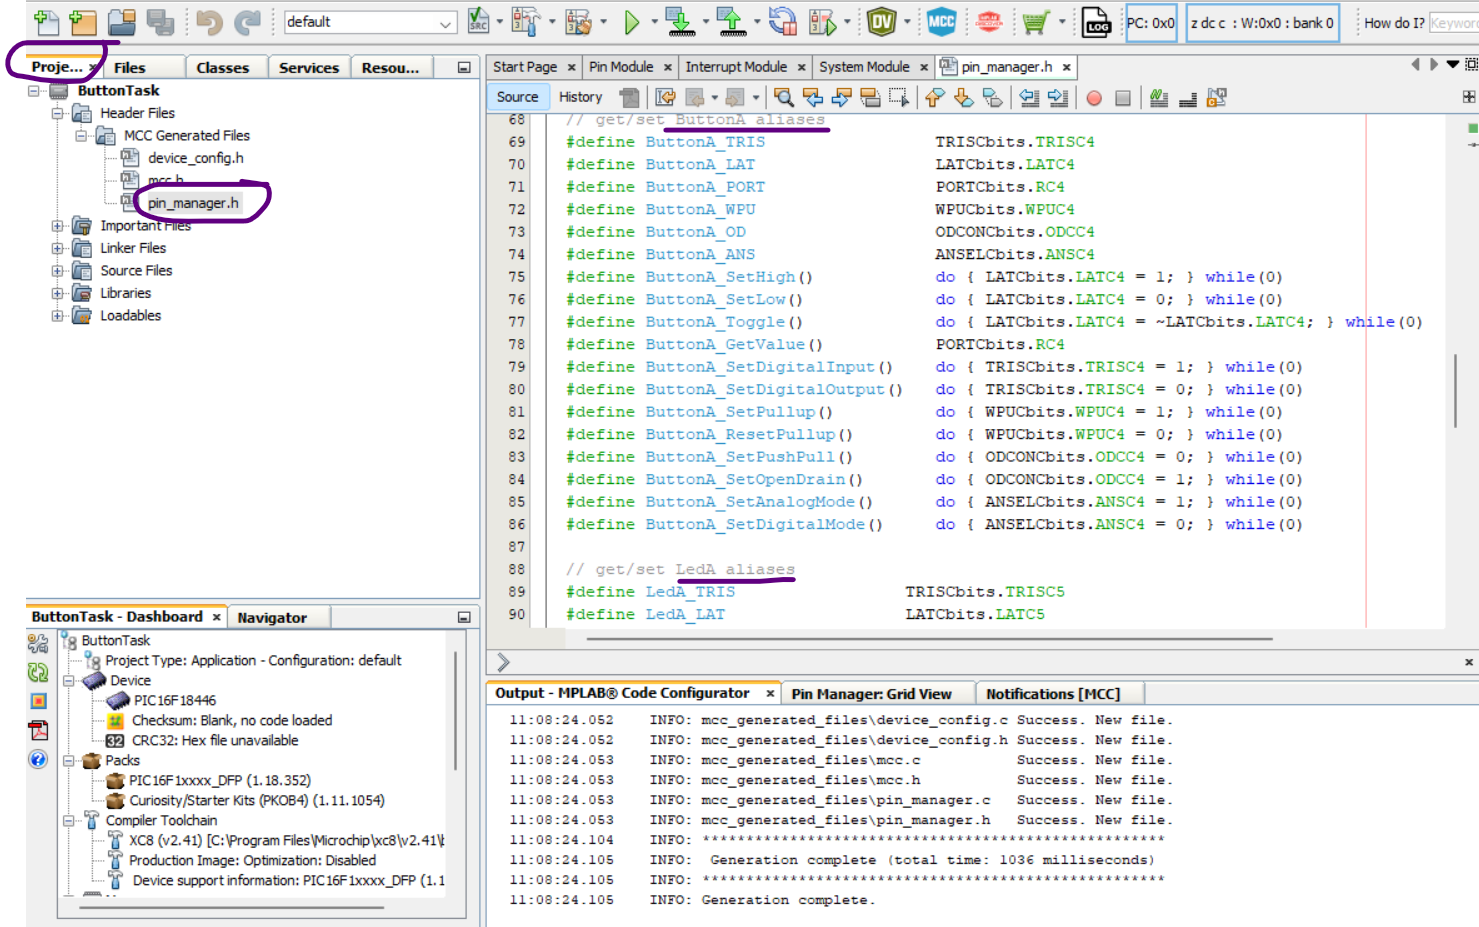 default
SRC
DV
MCC
LOG
PC: 0x0
z dc c : W:0x0 : bank 0
How do I?
Proje... ×
Files
Classes
Services
Resou...
ButtonTask
Header Files
MCC Generated Files
device_config.h
mcc.h
pin_manager.h
Important Files
Linker Files
Source Files
Libraries
Loadables
Start Page ×
Pin Module ×
Interrupt Module ×
System Module ×
pin_manager.h ×
Source
History
68 // get/set ButtonA aliases
69 #define ButtonA_TRIS TRISCbits.TRISC4
70 #define ButtonA_LAT LATCbits.LATC4
71 #define ButtonA_PORT PORTCbits.RC4
72 #define ButtonA_WPU WPUCbits.WPUC4
73 #define ButtonA_OD ODCONCbits.ODCC4
74 #define ButtonA_ANS ANSELCbits.ANSC4
75 #define ButtonA_SetHigh() do { LATCbits.LATC4 = 1; } while(0)
76 #define ButtonA_SetLow() do { LATCbits.LATC4 = 0; } while(0)
77 #define ButtonA_Toggle() do { LATCbits.LATC4 = ~LATCbits.LATC4; } while(0)
78 #define ButtonA_GetValue() PORTCbits.RC4
79 #define ButtonA_SetDigitalInput() do { TRISCbits.TRISC4 = 1; } while(0)
80 #define ButtonA_SetDigitalOutput() do { TRISCbits.TRISC4 = 0; } while(0)
81 #define ButtonA_SetPullup() do { WPUCbits.WPUC4 = 1; } while(0)
82 #define ButtonA_ResetPullup() do { WPUCbits.WPUC4 = 0; } while(0)
83 #define ButtonA_SetPushPull() do { ODCONCbits.ODCC4 = 0; } while(0)
84 #define ButtonA_SetOpenDrain() do { ODCONCbits.ODCC4 = 1; } while(0)
85 #define ButtonA_SetAnalogMode() do { ANSELCbits.ANSC4 = 1; } while(0)
86 #define ButtonA_SetDigitalMode() do { ANSELCbits.ANSC4 = 0; } while(0)
87
88 // get/set LedA aliases
89 #define LedA_TRIS TRISCbits.TRISC5
90 #define LedA_LAT LATCbits.LATC5
ButtonTask - Dashboard ×
Navigator
ButtonTask
Project Type: Application - Configuration: default
Device
PIC16F18446
Checksum: Blank, no code loaded
32 CRC32: Hex file unavailable
Packs
PIC16F1xxxx_DFP (1.18.352)
Curiosity/Starter Kits (PKOB4) (1.11.1054)
Compiler Toolchain
XC8 (v2.41) [C:\Program Files\Microchip\xc8\v2.41\b
Production Image: Optimization: Disabled
Device support information: PIC16F1xxxx_DFP (1.1
Output - MPLAB® Code Configurator ×
Pin Manager: Grid View
Notifications [MCC]
11:08:24.052 INFO: mcc_generated_files\device_config.c Success. New file.
11:08:24.052 INFO: mcc_generated_files\device_config.h Success. New file.
11:08:24.053 INFO: mcc_generated_files\mcc.c Success. New file.
11:08:24.053 INFO: mcc_generated_files\mcc.h Success. New file.
11:08:24.053 INFO: mcc_generated_files\pin_manager.c Success. New file.
11:08:24.053 INFO: mcc_generated_files\pin_manager.h Success. New file.
11:08:24.104 INFO: *****************************************************
11:08:24.105 INFO: Generation complete (total time: 1036 milliseconds)
11:08:24.105 INFO: *****************************************************
11:08:24.105 INFO: Generation complete.